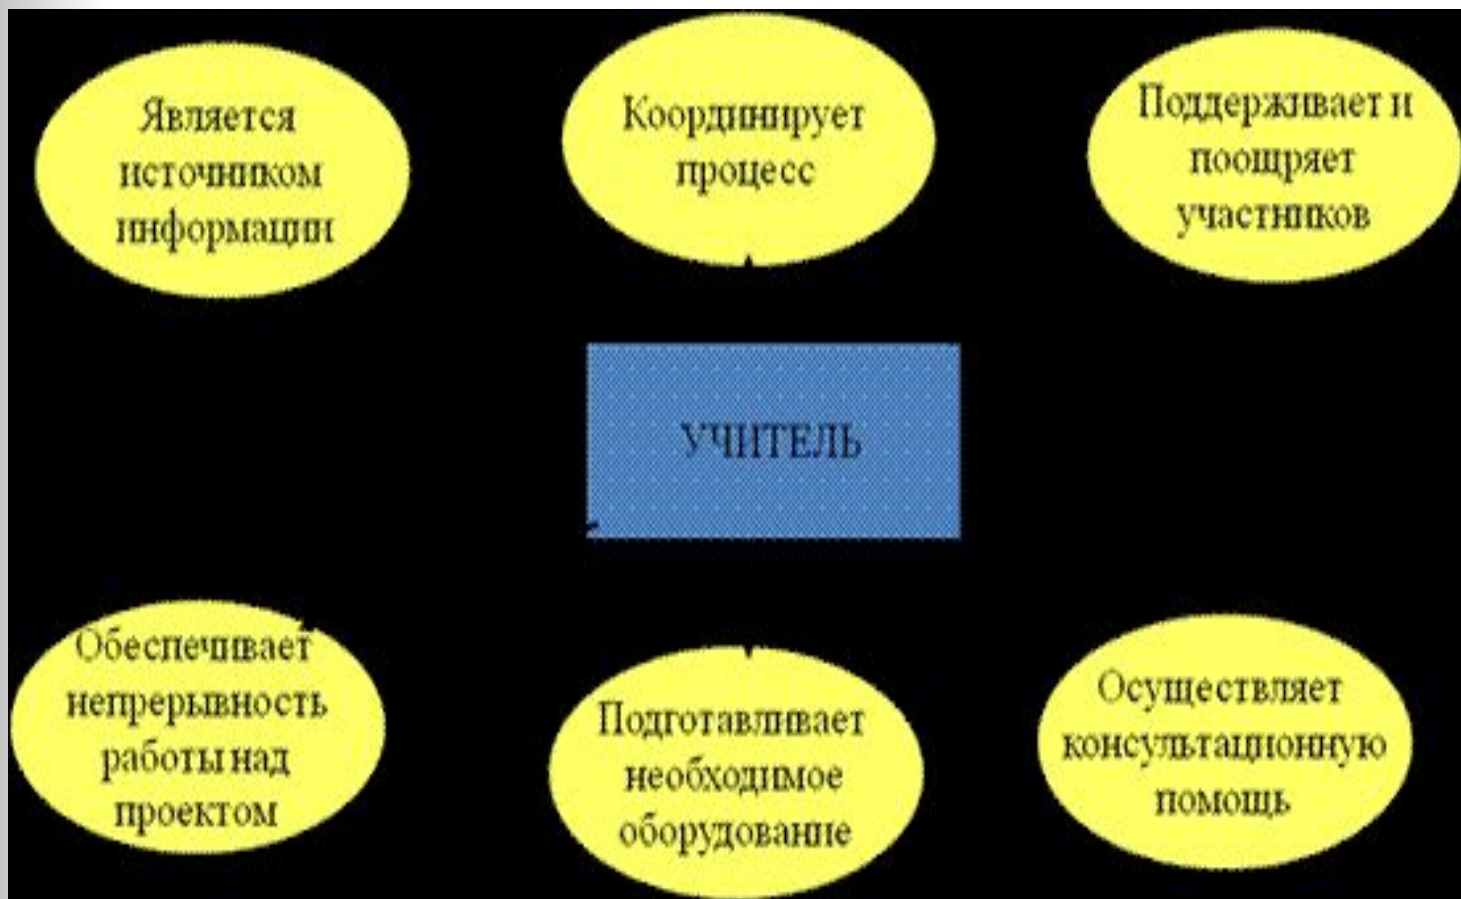 Является
источником
информации
Координирует
процесс
Поддерживает и
поощряет
участников
УЧИТЕЛЬ
Обеспечивает
непрерывность
работы над
проектом
Подготавливает
необходимое
оборудование
Осуществляет
консультационную
помощь